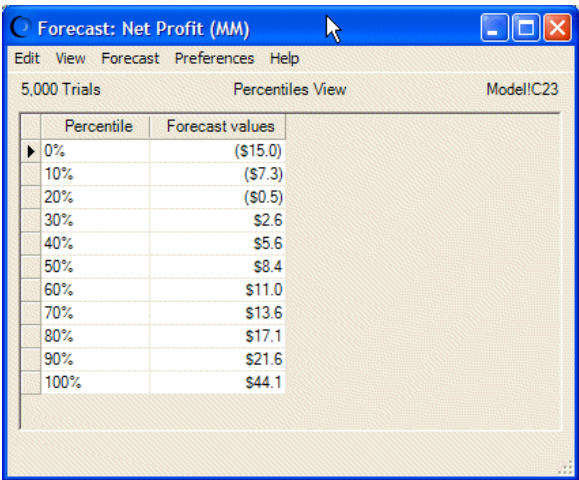 Forecast: Net Profit (MM)
Edit View Forecast Preferences Help
5,000 Trials Percentiles View Model!C23
Percentile Forecast values
0% ($15.0)
10% ($7.3)
20% ($0.5)
30% $2.6
40% $5.6
50% $8.4
60% $11.0
70% $13.6
80% $17.1
90% $21.6
100% $44.1